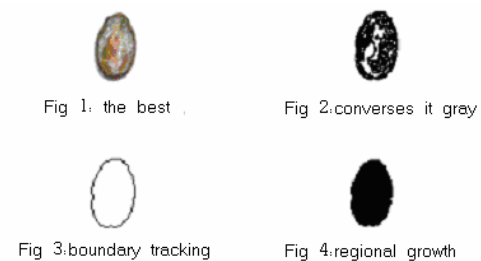 Fig 1: the best
Fig 2:converses it gray
Fig 3:boundary tracking
Fig 4:regional growth